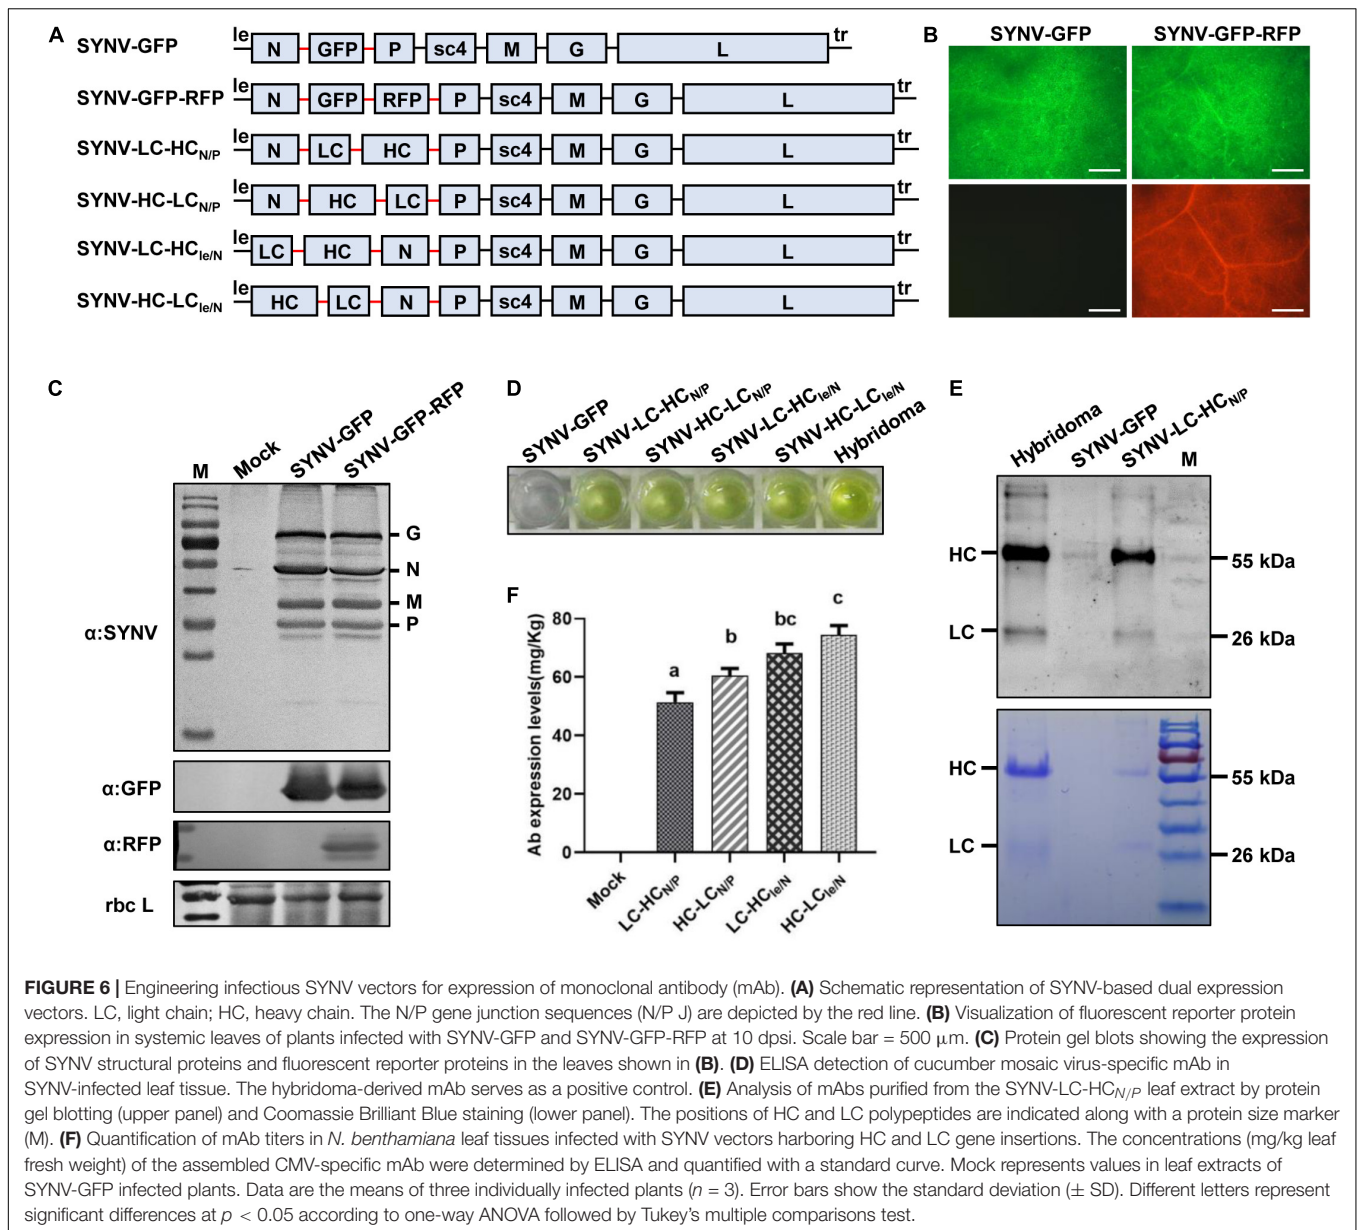 A
SYNV-GFP
le N GFP P sc4 M G L tr
SYNV-GFP-RFP
le N GFP RFP P sc4 M G L tr
SYNV-LC-HC_N/P
le N LC HC P sc4 M G L tr
SYNV-HC-LC_N/P
le N HC LC P sc4 M G L tr
SYNV-LC-HC_le/N
le LC HC N P sc4 M G L tr
SYNV-HC-LC_le/N
le HC LC N P sc4 M G L tr
B
SYNV-GFP SYNV-GFP-RFP
C
M Mock SYNV-GFP SYNV-GFP-RFP
α:SYNV
G
N
M
P
α:GFP
α:RFP
rbc L
D
SYNV-GFP SYNV-LC-HC_N/P SYNV-HC-LC_N/P SYNV-LC-HC_le/N SYNV-HC-LC_le/N Hybridoma
F
Ab expression levels(mg/Kg)
80
60
40
20
0
a b bc c
Mock LC-HC_N/P HC-LC_N/P LC-HC_le/N HC-LC_le/N
E
Hybridoma SYNV-GFP SYNV-LC-HC_N/P M
HC 55 kDa
LC 26 kDa
HC 55 kDa
LC 26 kDa
FIGURE 6 | Engineering infectious SYNV vectors for expression of monoclonal antibody (mAb). (A) Schematic representation of SYNV-based dual expression
vectors. LC, light chain; HC, heavy chain. The N/P gene junction sequences (N/P J) are depicted by the red line. (B) Visualization of fluorescent reporter protein
expression in systemic leaves of plants infected with SYNV-GFP and SYNV-GFP-RFP at 10 dpsi. Scale bar = 500 μm. (C) Protein gel blots showing the expression
of SYNV structural proteins and fluorescent reporter proteins in the leaves shown in (B). (D) ELISA detection of cucumber mosaic virus-specific mAb in
SYNV-infected leaf tissue. The hybridoma-derived mAb serves as a positive control. (E) Analysis of mAbs purified from the SYNV-LC-HC_N/P leaf extract by protein
gel blotting (upper panel) and Coomassie Brilliant Blue staining (lower panel). The positions of HC and LC polypeptides are indicated along with a protein size marker
(M). (F) Quantification of mAb titers in N. benthamiana leaf tissues infected with SYNV vectors harboring HC and LC gene insertions. The concentrations (mg/kg leaf
fresh weight) of the assembled CMV-specific mAb were determined by ELISA and quantified with a standard curve. Mock represents values in leaf extracts of
SYNV-GFP infected plants. Data are the means of three individually infected plants (n = 3). Error bars show the standard deviation (± SD). Different letters represent
significant differences at p < 0.05 according to one-way ANOVA followed by Tukey's multiple comparisons test.